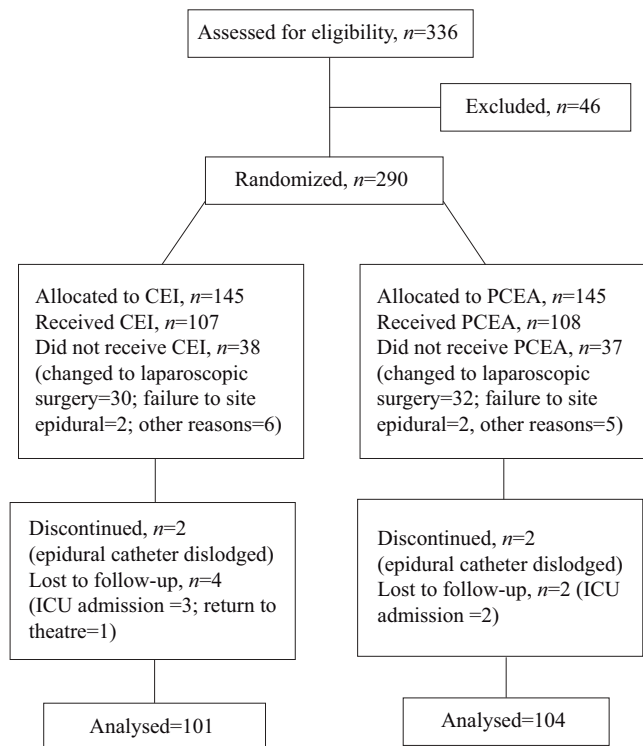 Assessed for eligibility, n=336
Excluded, n=46
Randomized, n=290
Allocated to CEI, n=145
Received CEI, n=107
Did not receive CEI, n=38
(changed to laparoscopic
surgery=30; failure to site
epidural=2; other reasons=6)
Allocated to PCEA, n=145
Received PCEA, n=108
Did not receive PCEA, n=37
(changed to laparoscopic
surgery=32; failure to site
epidural=2, other reasons=5)
Discontinued, n=2
(epidural catheter dislodged)
Lost to follow-up, n=4
(ICU admission =3; return to
theatre=1)
Discontinued, n=2
(epidural catheter dislodged)
Lost to follow-up, n=2 (ICU
admission =2)
Analysed=101
Analysed=104